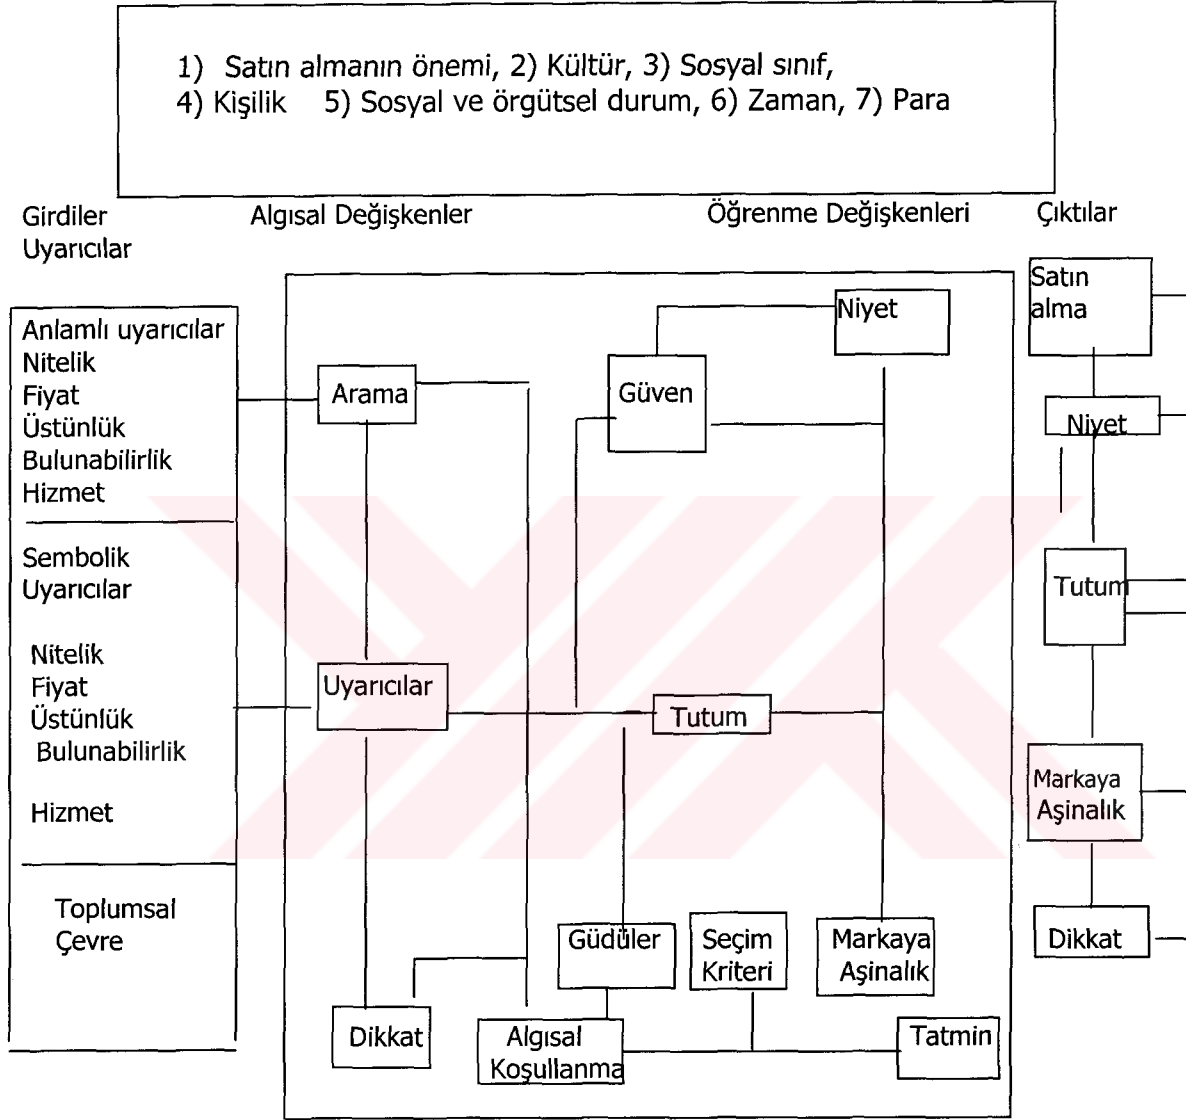 1) Satın almanın önemi, 2) Kültür, 3) Sosyal sınıf,
4) Kişilik 5) Sosyal ve örgütsel durum, 6) Zaman, 7) Para
Girdiler
Uyarıcılar
Algısal Değişkenler
Öğrenme Değişkenleri
Çıktılar
Anlamlı uyarıcılar
Nitelik
Fiyat
Üstünlük
Bulunabilirlik
Hizmet
Sembolik
Uyarıcılar
Nitelik
Fiyat
Üstünlük
Bulunabilirlik
Hizmet
Toplumsal
Çevre
Arama
Uyarıcılar
Dikkat
Niyet
Güven
Tutum
Güdüler
Seçim
Kriteri
Markaya
Aşinalık
Algısal
Koşullanma
Tatmin
Satın
alma
Niyet
Tutum
Markaya
Aşinalık
Dikkat